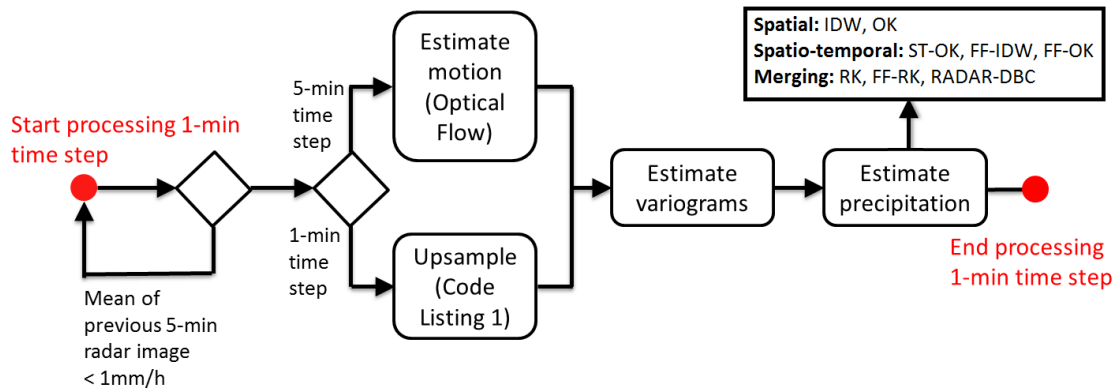 Start processing 1-min
time step
Mean of
previous 5-min
radar image
< 1mm/h
5-min
time
step
1-min
time
step
Estimate
motion
(Optical
Flow)
Upsample
(Code
Listing 1)
Estimate
variograms
Estimate
precipitation
Spatial: IDW, OK
Spatio-temporal: ST-OK, FF-IDW, FF-OK
Merging: RK, FF-RK, RADAR-DBC
End processing
1-min time step